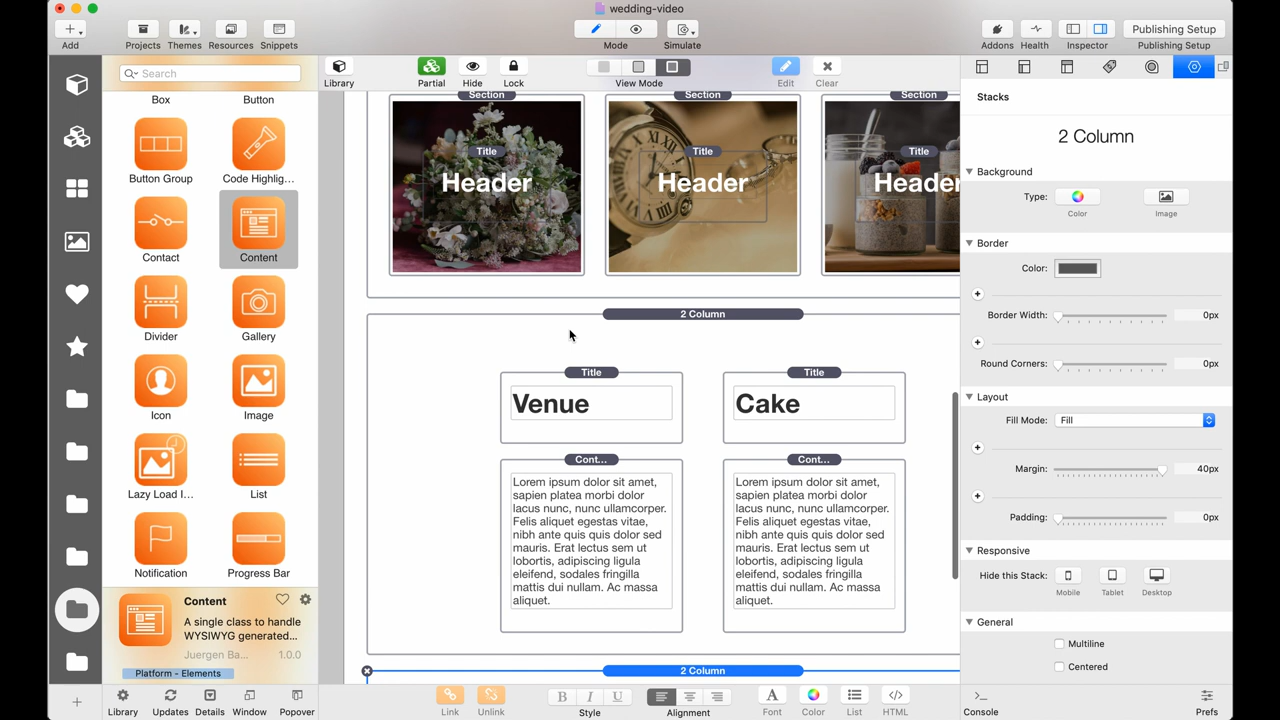 wedding-video
Add
Projects
Themes
Resources
Snippets
Mode
Simulate
Addons
Health
Inspector
Publishing Setup
Publishing Setup
Search
Library
Partial
Hide
Lock
View Mode
Edit
Clear
Box
Button
Button Group
Code Highlig...
Contact
Content
Divider
Gallery
Icon
Image
Lazy Load I...
List
Notification
Progress Bar
Content
A single class to handle
WYSIWYG generated...
Juergen Ba...
1.0.0
Platform - Elements
Library
Updates
Details
Window
Popover
Section
Section
Section
Title
Title
Title
Header
Header
Header
2 Column
Title
Title
Venue
Cake
Cont...
Cont...
Lorem ipsum dolor sit amet,
sapien platea morbi dolor
lacus nunc, nunc ullamcorper.
Felis aliquet egestas vitae,
nibh ante quis quis dolor sed
mauris. Erat lectus sem ut
lobortis, adipiscing ligula
eleifend, sodales fringilla
mattis dui nullam. Ac massa
aliquet.
Lorem ipsum dolor sit amet,
sapien platea morbi dolor
lacus nunc, nunc ullamcorper.
Felis aliquet egestas vitae,
nibh ante quis quis dolor sed
mauris. Erat lectus sem ut
lobortis, adipiscing ligula
eleifend, sodales fringilla
mattis dui nullam. Ac massa
aliquet.
2 Column
Link
Unlink
B I U
Style
Alignment
A
Font
Color
List
HTML
Stacks
2 Column
Background
Type:
Color
Image
Border
Color:
Border Width:
0px
Round Corners:
0px
Layout
Fill Mode:
Fill
Margin:
40px
Padding:
0px
Responsive
Hide this Stack:
Mobile
Tablet
Desktop
General
Multiline
Centered
Console
Prefs